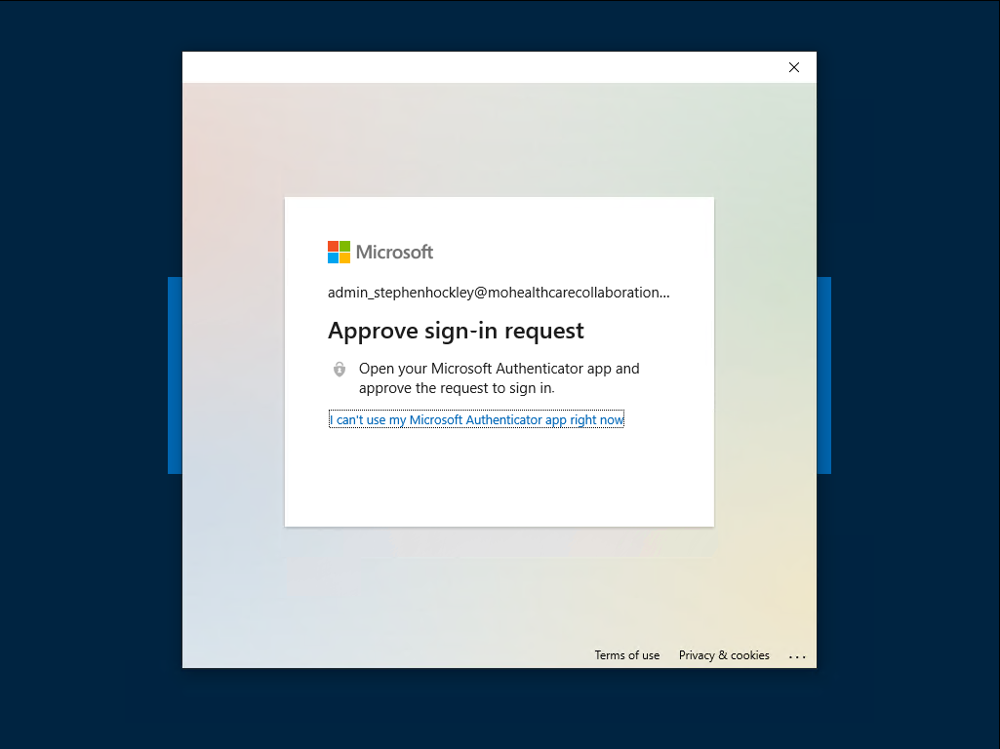 Microsoft
admin_stephenhockley@mohealthcarecollaboration...
Approve sign-in request
Open your Microsoft Authenticator app and
approve the request to sign in.
I can't use my Microsoft Authenticator app right now
Terms of use Privacy & cookies ...